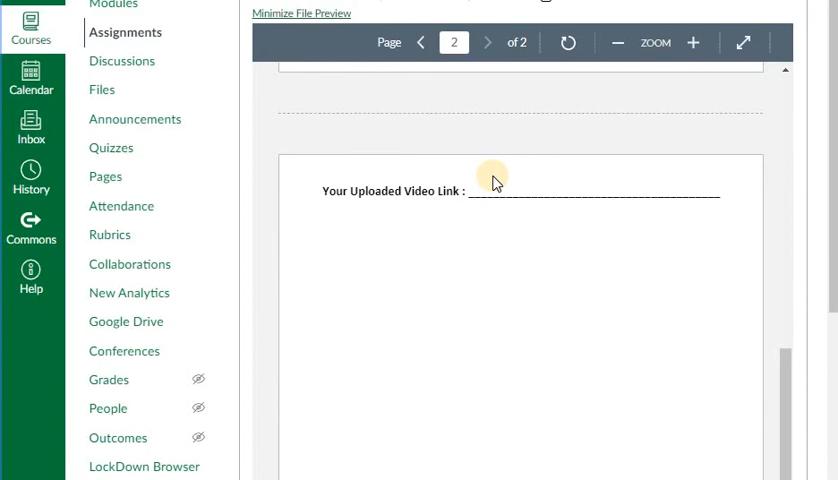 Modules
Minimize File Preview
Courses
Assignments
Page 2 of 2 ZOOM
Discussions
Calendar
Files
Announcements
Inbox
Quizzes
Pages
History
Your Uploaded Video Link : ________________________________________
Attendance
Commons
Rubrics
Collaborations
Help
New Analytics
Google Drive
Conferences
Grades
People
Outcomes
LockDown Browser